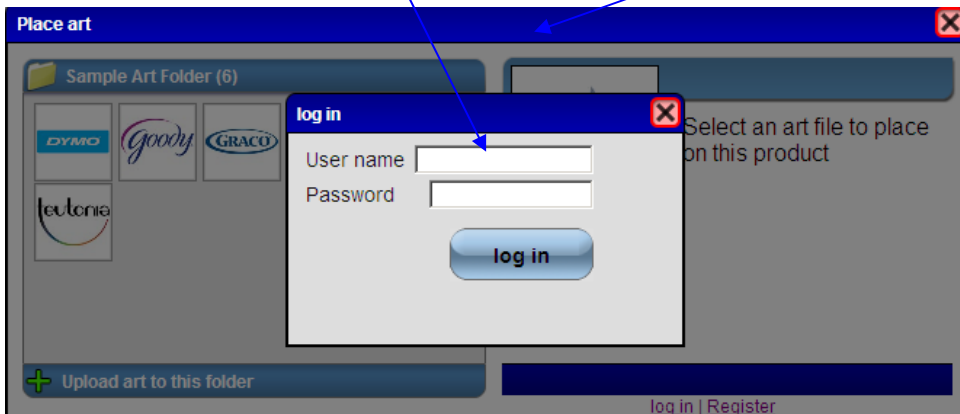 Place art
Sample Art Folder (6)
DYMO
Goody
GRACO
teutonia
log in
User name
Password
log in
Select an art file to place
on this product
Upload art to this folder
log in | Register